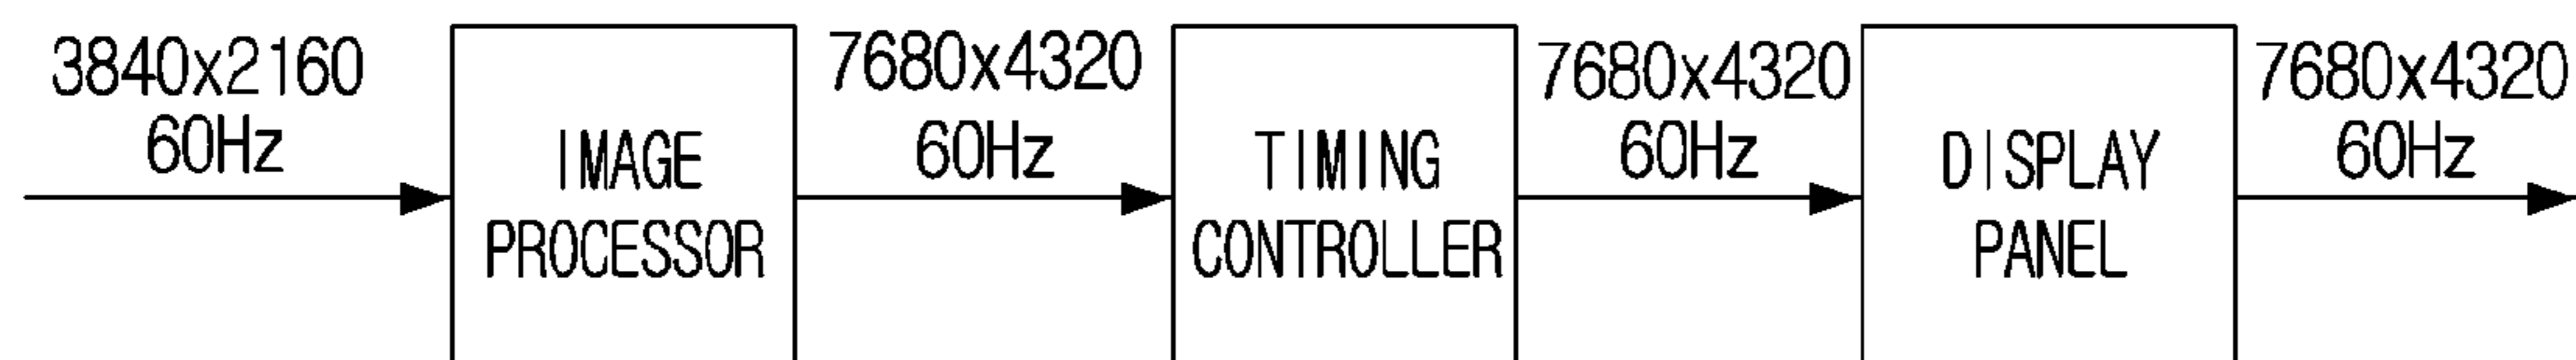 3840x2160
60Hz
IMAGE
PROCESSOR
7680x4320
60Hz
TIMING
CONTROLLER
7680x4320
60Hz
DISPLAY
PANEL
7680x4320
60Hz